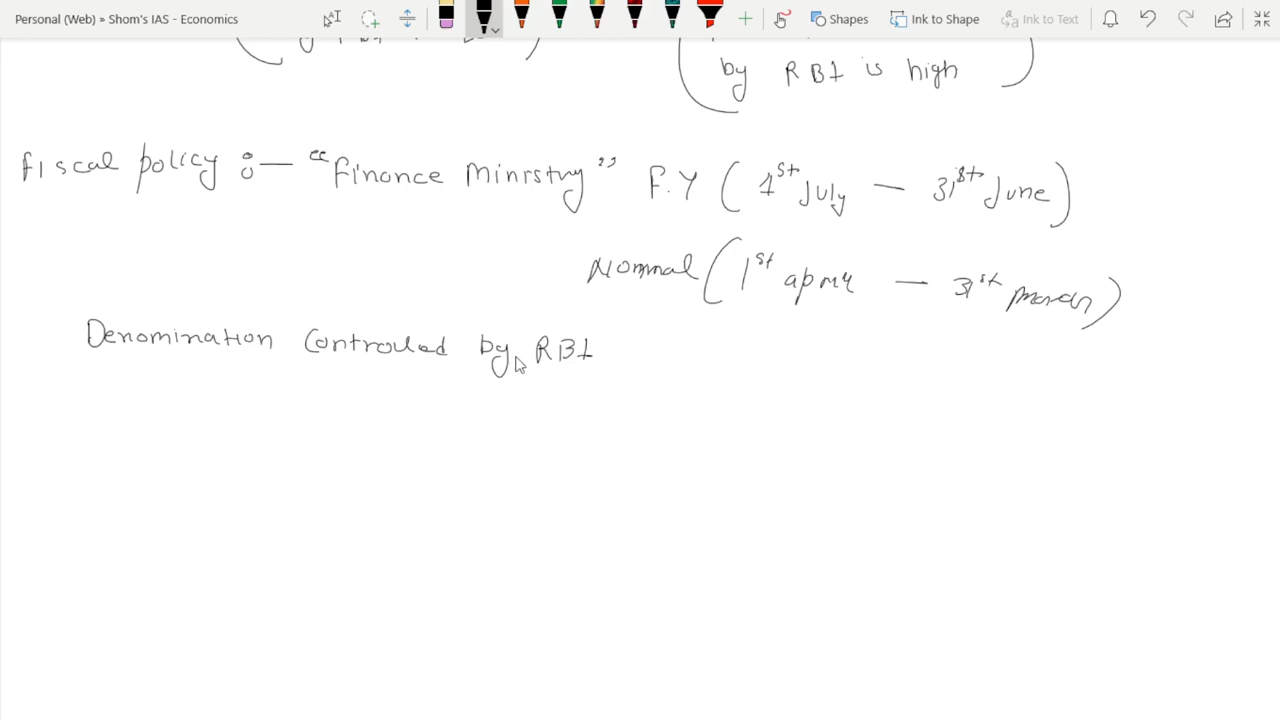 Personal (Web) » Shom's IAS - Economics
Shapes
Ink to Shape
Ink to Text
by RBI is high
Fiscal policy :— "Finance Ministry" F.Y (1st July — 31st June)
Normal (1st april — 31st march)
Denomination Controlled by RBI